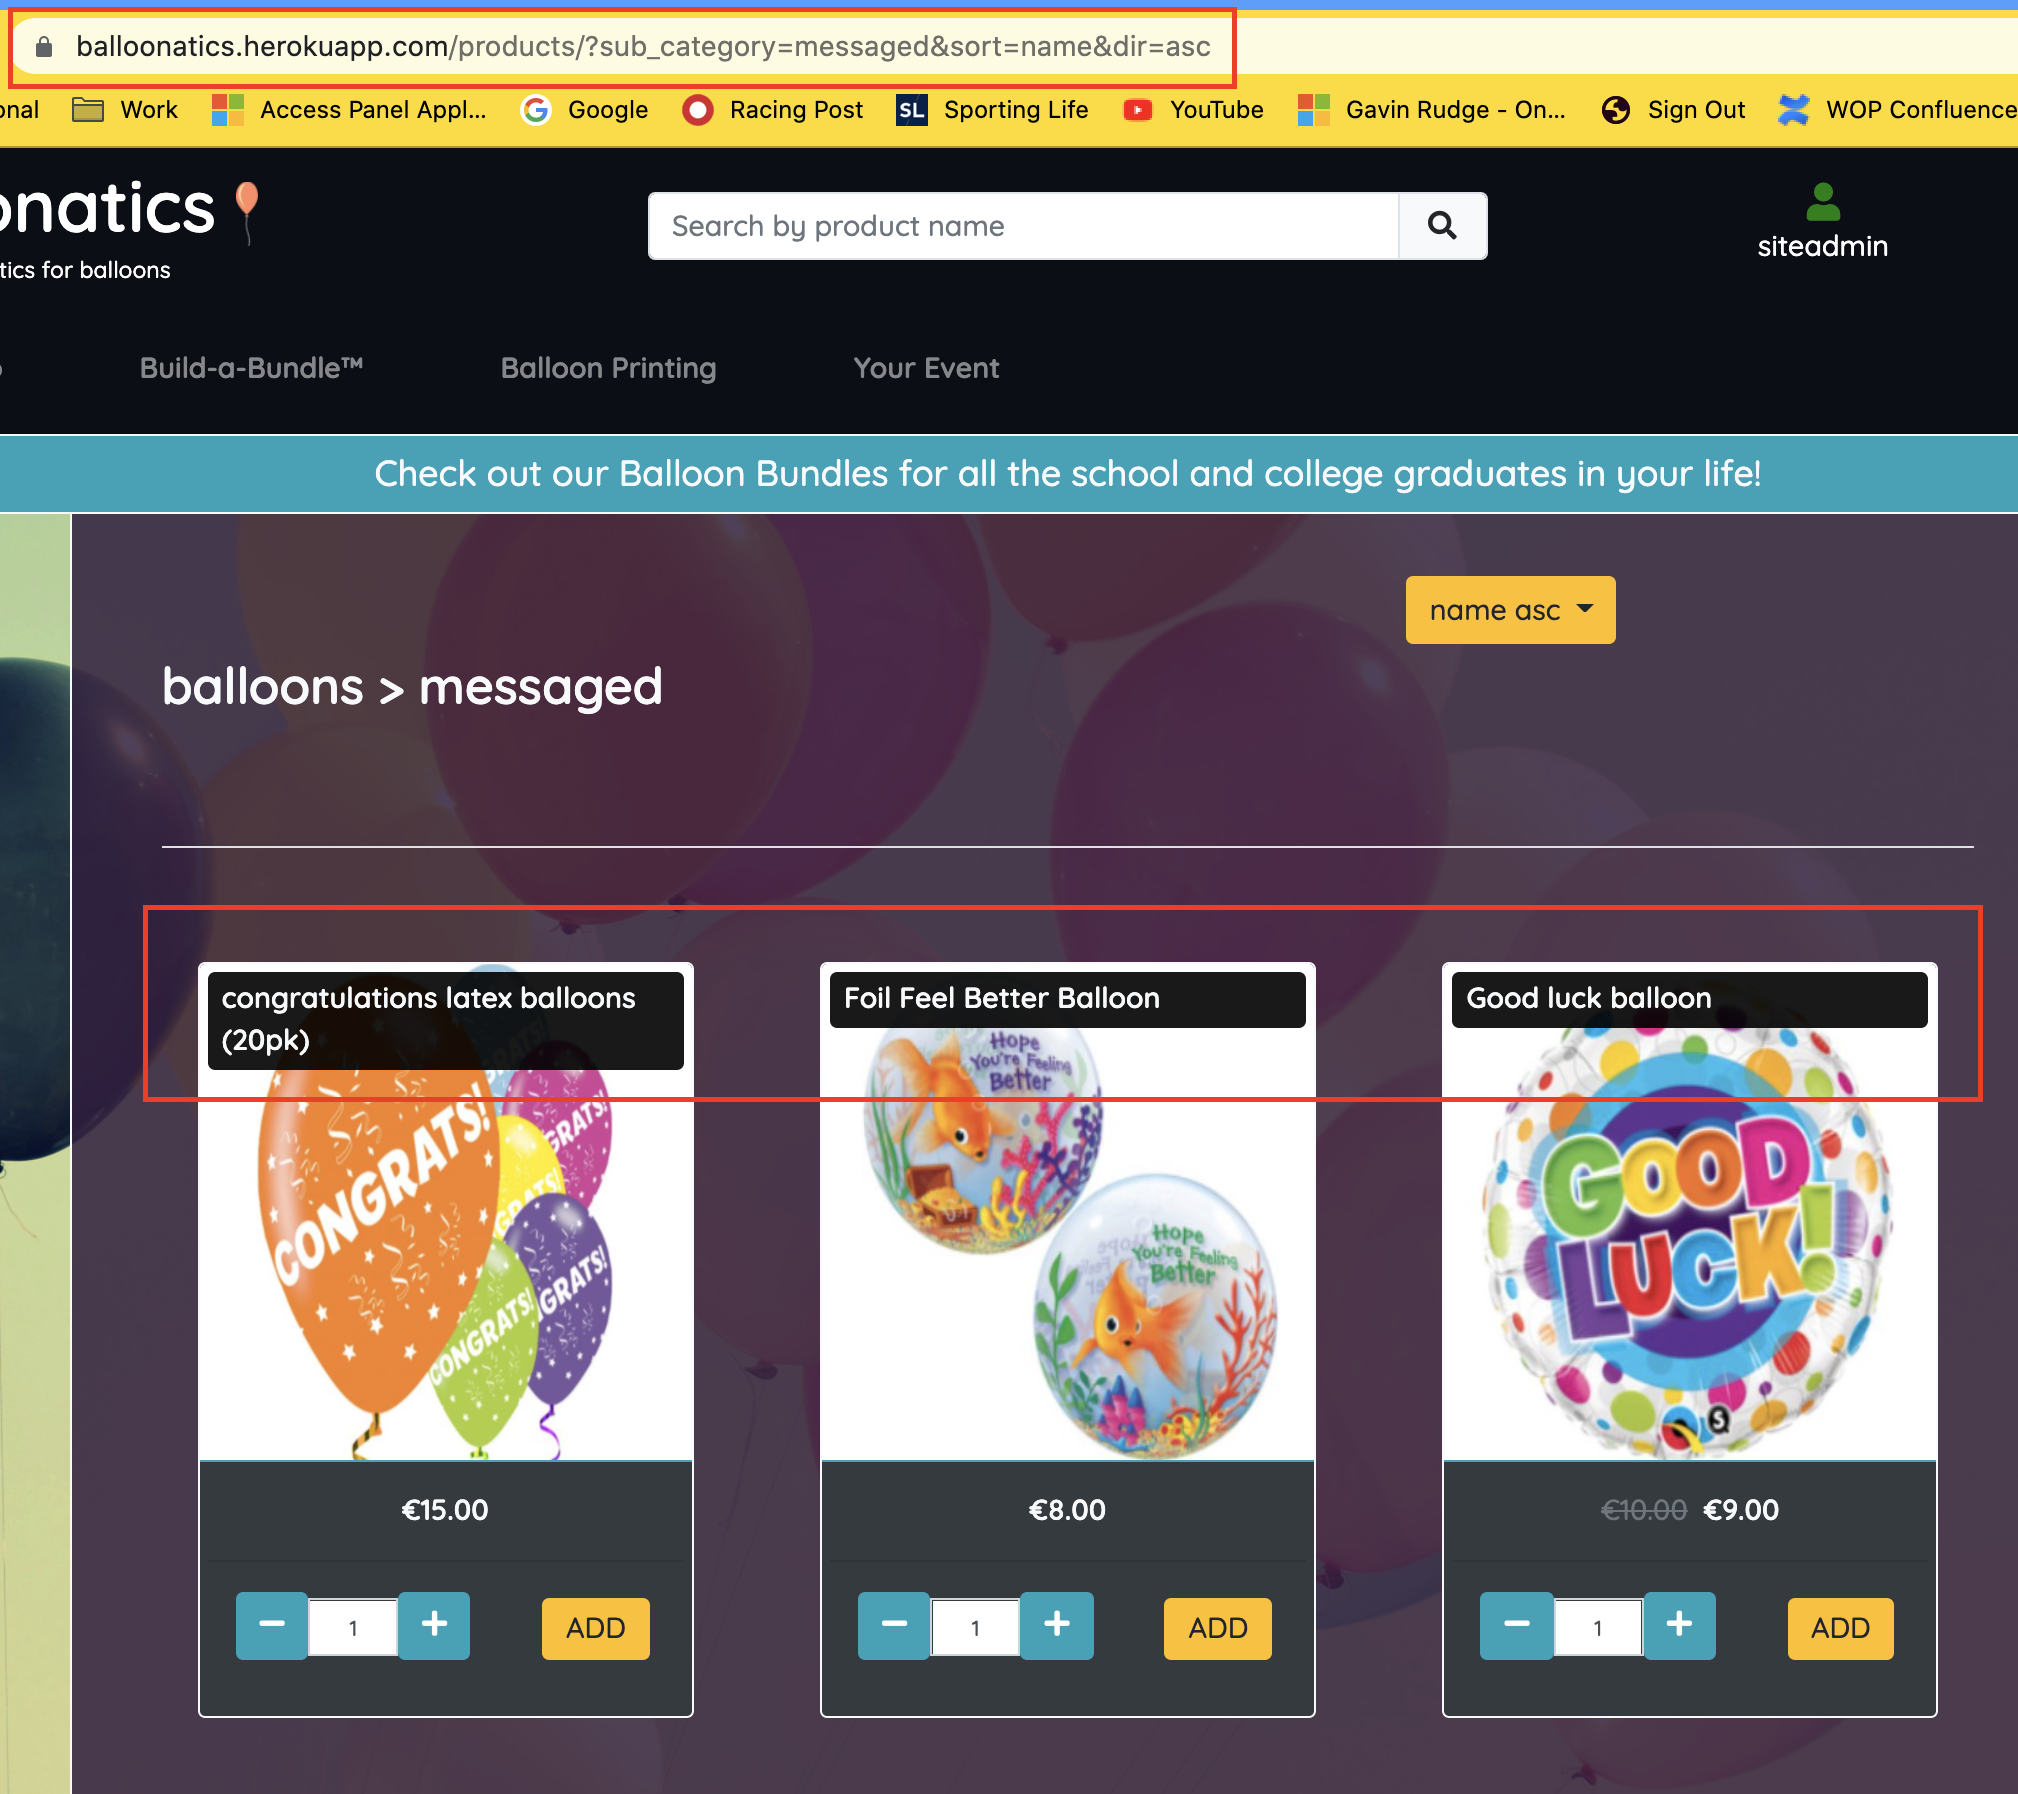 balloonatics.herokuapp.com/products/?sub_category=messaged&sort=name&dir=asc
onal Work Access Panel Appl... Google Racing Post SL Sporting Life YouTube Gavin Rudge - On... Sign Out WOP Confluence
onatics
tics for balloons
Search by product name
siteadmin
Build-a-Bundle™ Balloon Printing Your Event
Check out our Balloon Bundles for all the school and college graduates in your life!
name asc
balloons > messaged
congratulations latex balloons
(20pk)
CONGRATS!
GRATS!
GRATS!
CONGRATS!
€15.00
1
ADD
Foil Feel Better Balloon
Hope
You're Feeling
Better
Hope
You're Feeling
Better
€8.00
1
ADD
Good luck balloon
GOOD
LUCK!
€10.00 €9.00
1
ADD